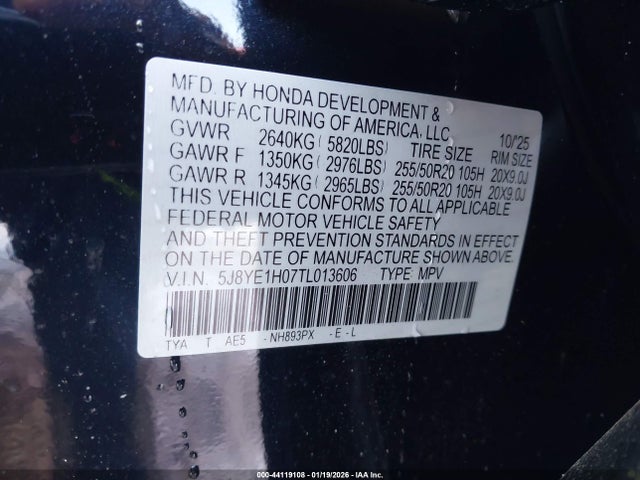 MFD. BY HONDA DEVELOPMENT &
MANUFACTURING OF AMERICA, LLC 10/'25
GVWR 2640KG (5820LBS) TIRE SIZE RIM SIZE
GAWR F 1350KG (2976LBS) 255/50R20 105H 20X9.0J
GAWR R 1345KG (2965LBS) 255/50R20 105H 20X9.0J
THIS VEHICLE CONFORMS TO ALL APPLICABLE
FEDERAL MOTOR VEHICLE SAFETY
AND THEFT PREVENTION STANDARDS IN EFFECT
ON THE DATE OF MANUFACTURE SHOWN ABOVE.
V.I.N. 5J8YE1H07TL013606 TYPE: MPV
TYA T AE5 - NH893PX - E - L
000-44119108 - 01/19/2026 - IAA Inc.